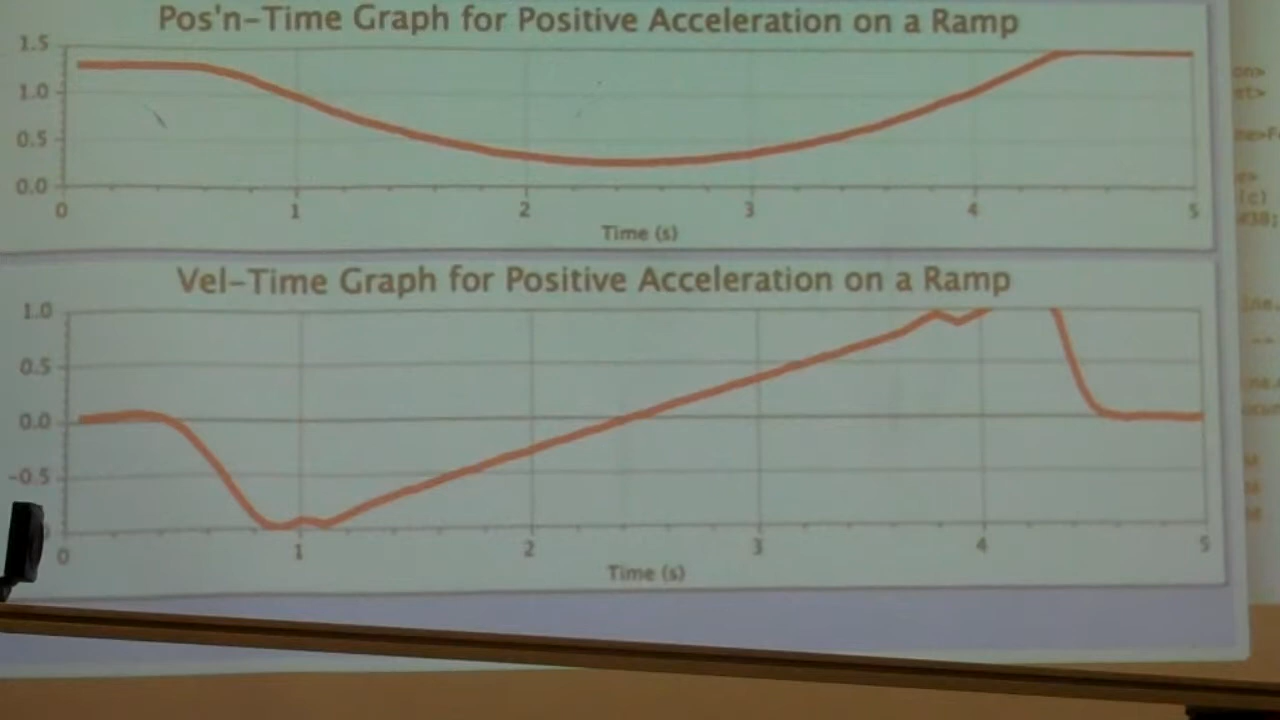 Pos'n-Time Graph for Positive Acceleration on a Ramp
1.5
1.0
0.5
0.0
0 1 2 3 4 5
Time (s)
Vel-Time Graph for Positive Acceleration on a Ramp
1.0
0.5
0.0
-0.5
0 1 2 3 4 5
Time (s)
on>
(c)